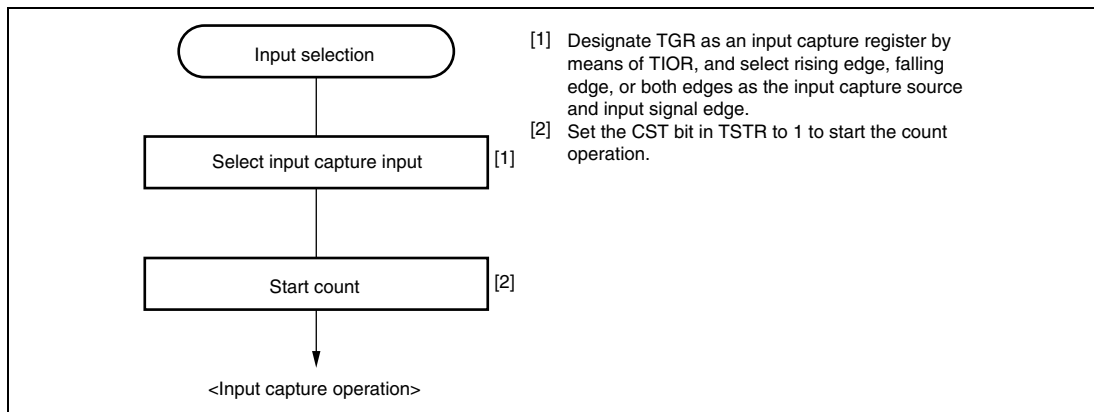 Input selection
Select input capture input
[1]
Start count
[2]
<Input capture operation>
[1] Designate TGR as an input capture register by
means of TIOR, and select rising edge, falling
edge, or both edges as the input capture source
and input signal edge.
[2] Set the CST bit in TSTR to 1 to start the count
operation.